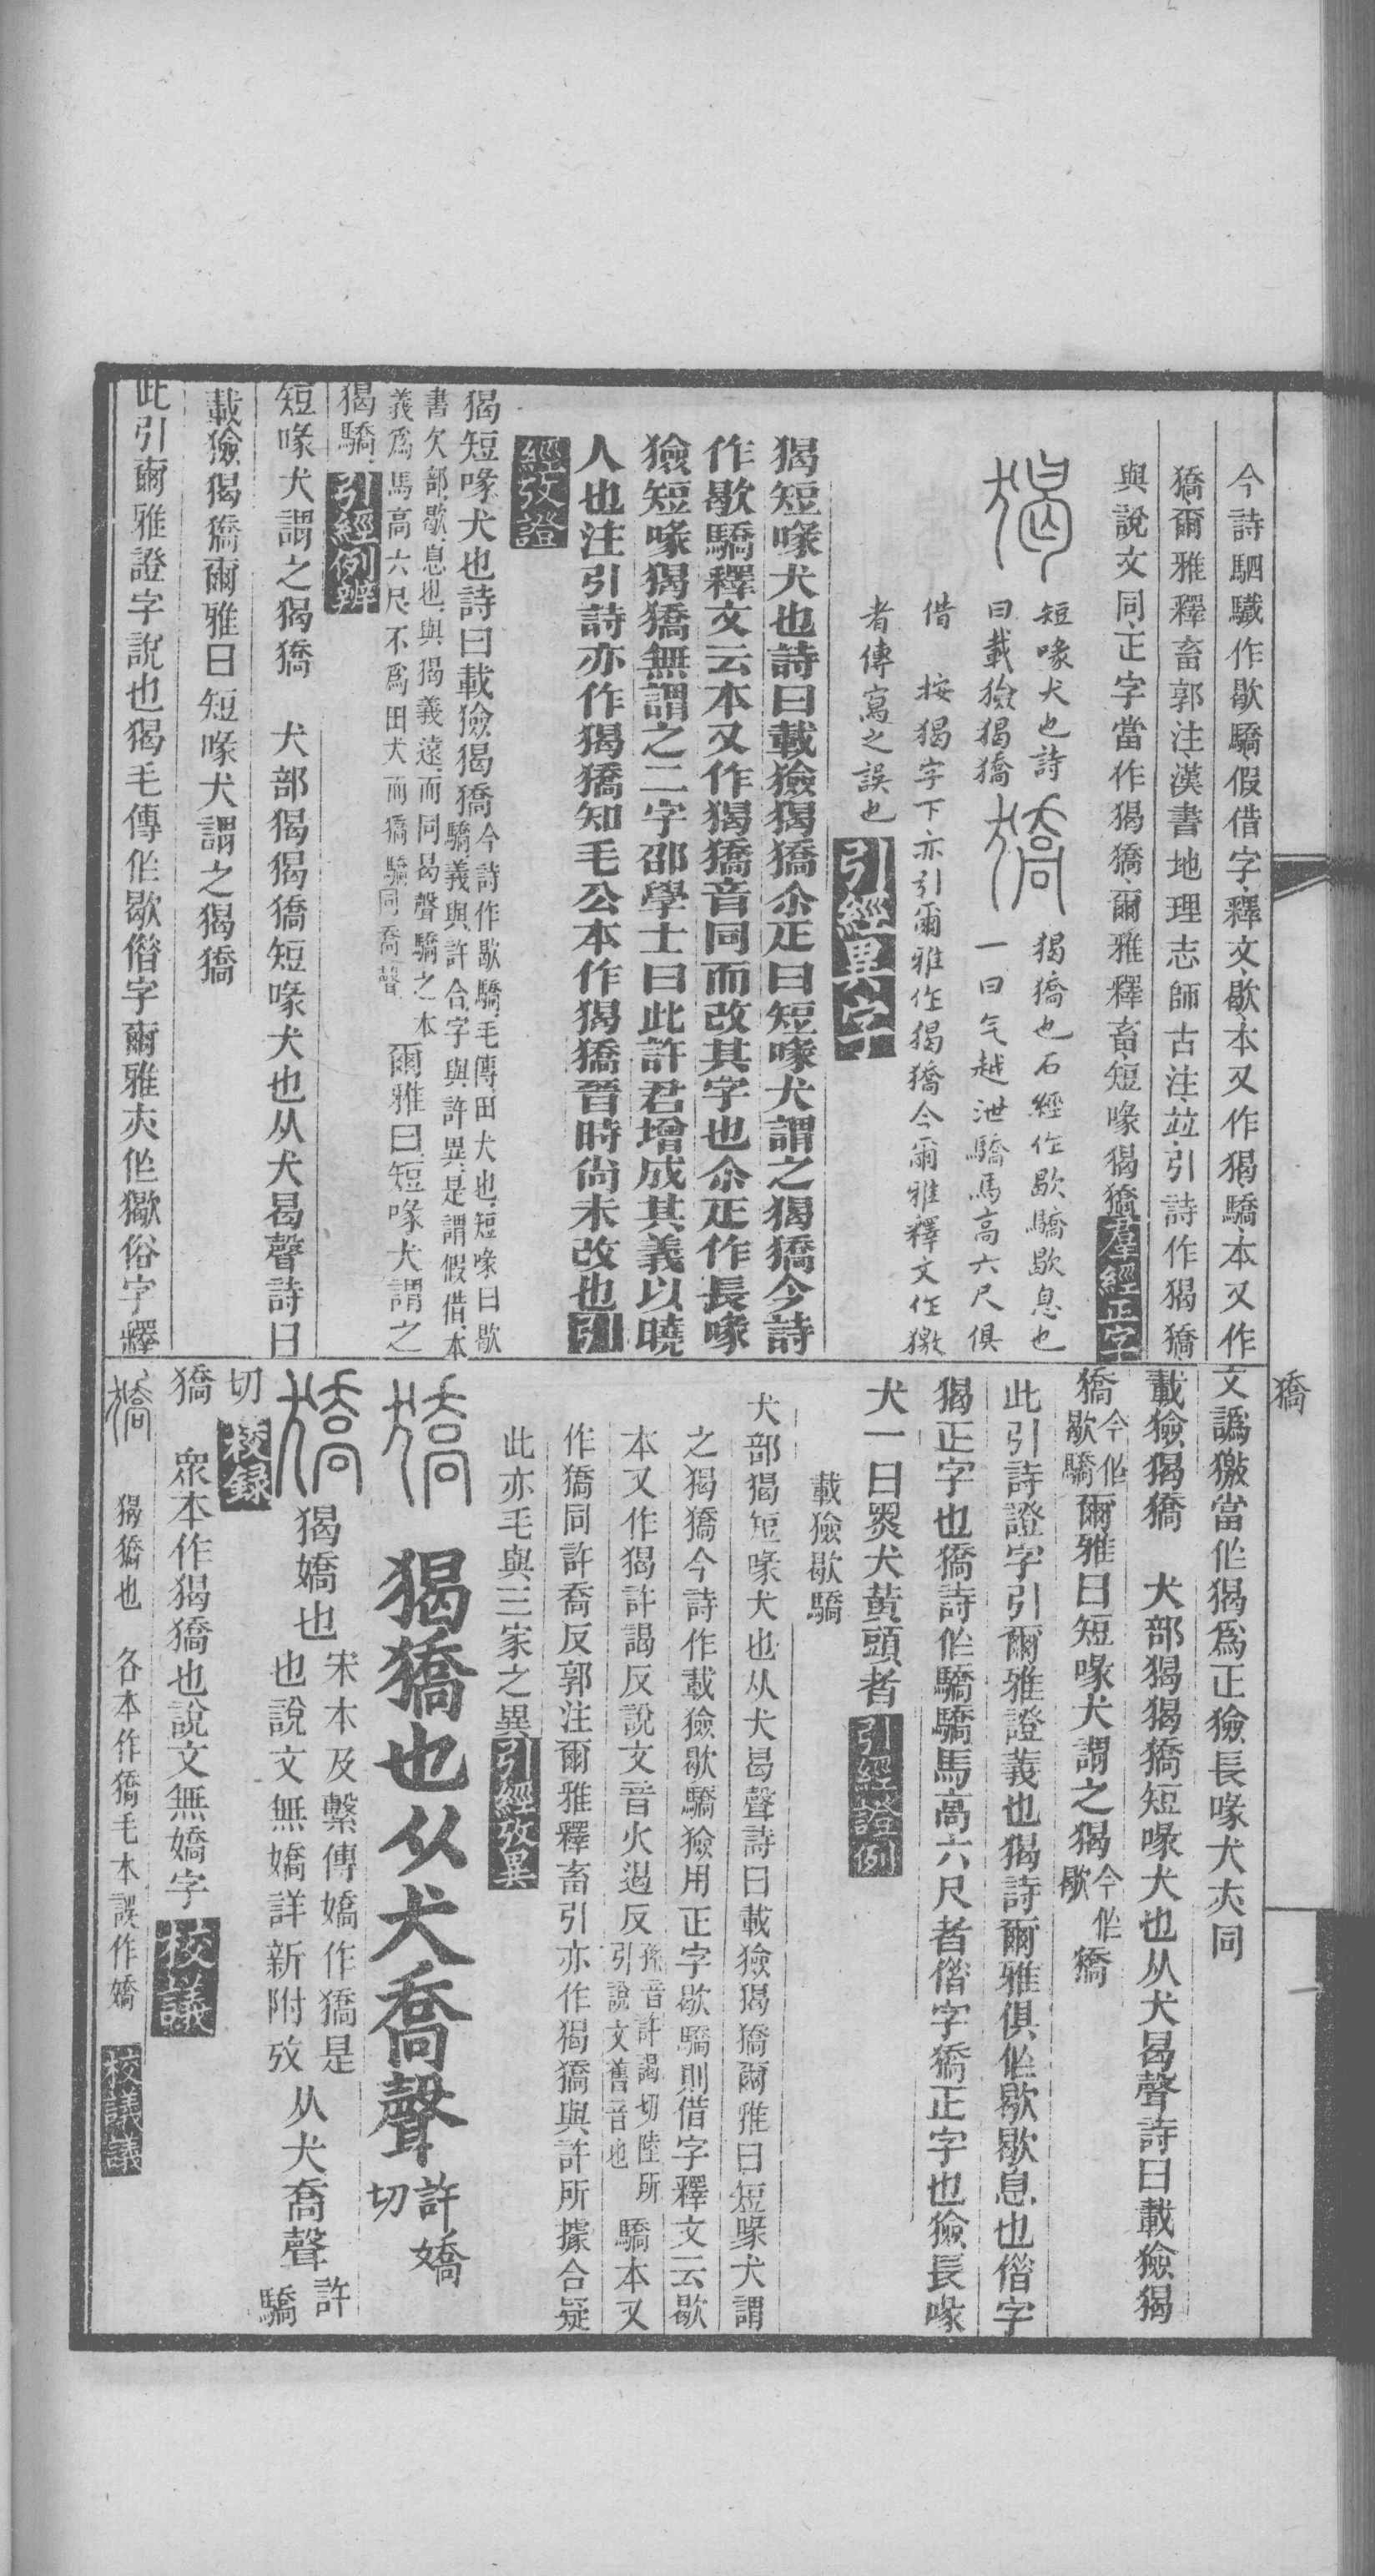 今詩駟驖作歇驕假借字釋文歇本又作猲驕本又作
獢爾雅釋畜郭注漢書地理志師古注竝引詩作猲獢
與說文同正字當作猲獢爾雅釋畜短喙猲獢羣經正字
猲
短喙犬也詩
曰載獫猲獢
獢
猲獢也石經作歇驕歇息也
一曰气越泄驕馬高六尺俱
借 按猲字下亦引爾雅作猲獢今爾雅釋文作獥
者傳寫之誤也引經異字
猲短喙犬也詩曰載獫猲獢尒疋曰短喙犬謂之猲獢今詩
作歇驕釋文云本又作猲獢音同而改其字也尒疋作長喙
獫短喙猲獢無謂之二字邵學士曰此許君增成其義以曉
人也注引詩亦作猲獢知毛公本作猲獢晉時尚未改也引
經攷證
猲短喙犬也詩曰載獫猲獢今詩作歇驕毛傳田犬也短喙曰歇
驕義與許合字與許異是謂假借本
書欠部歇息也與猲義遠而同曷聲驕之本
義爲馬高六尺不爲田犬而獢驕同喬聲
爾雅曰短喙犬謂之
猲驕引經例辨
短喙犬謂之猲獢 犬部猲猲獢短喙犬也从犬曷聲詩曰
載獫猲獢爾雅曰短喙犬謂之猲獢
此引爾雅證字說也猲毛傳作歇偕字爾雅亣作獥俗字釋
獢
文譌獥當作猲爲正獫長喙犬亣同
載獫猲獢 犬部猲猲獢短喙犬也从犬曷聲詩曰載獫猲
獢今作歇驕爾雅曰短喙犬謂之猲今作歇獢
此引詩證字引爾雅證義也猲詩爾雅俱作歇歇息也偕字
猲正字也獢詩作驕驕馬高六尺者偕字獢正字也獫長喙
犬一曰㷠犬黃頭者引經證例
載獫歇驕
犬部猲短喙犬也从犬曷聲詩曰載獫猲獢爾雅曰短喙犬謂
之猲獢今詩作載獫歇驕獫用正字歇驕則借字釋文云歇
本又作猲許謁反說文音火遏反孫音許謁切陸所
引說文舊音也驕本又
作獢同許喬反郭注爾雅釋畜引亦作猲獢與許所據合疑
此亦毛與三家之異引經攷異
獢
猲獢也从犬喬聲許嬌切
獢
猲嬌也宋本及繫傳嬌作獢是
也說文無嬌詳新附攷从犬喬聲許驕
切校録
獢 眾本作猲獢也說文無嬌字校議
獢 猲獢也 各本作獢毛本誤作嬌校議議